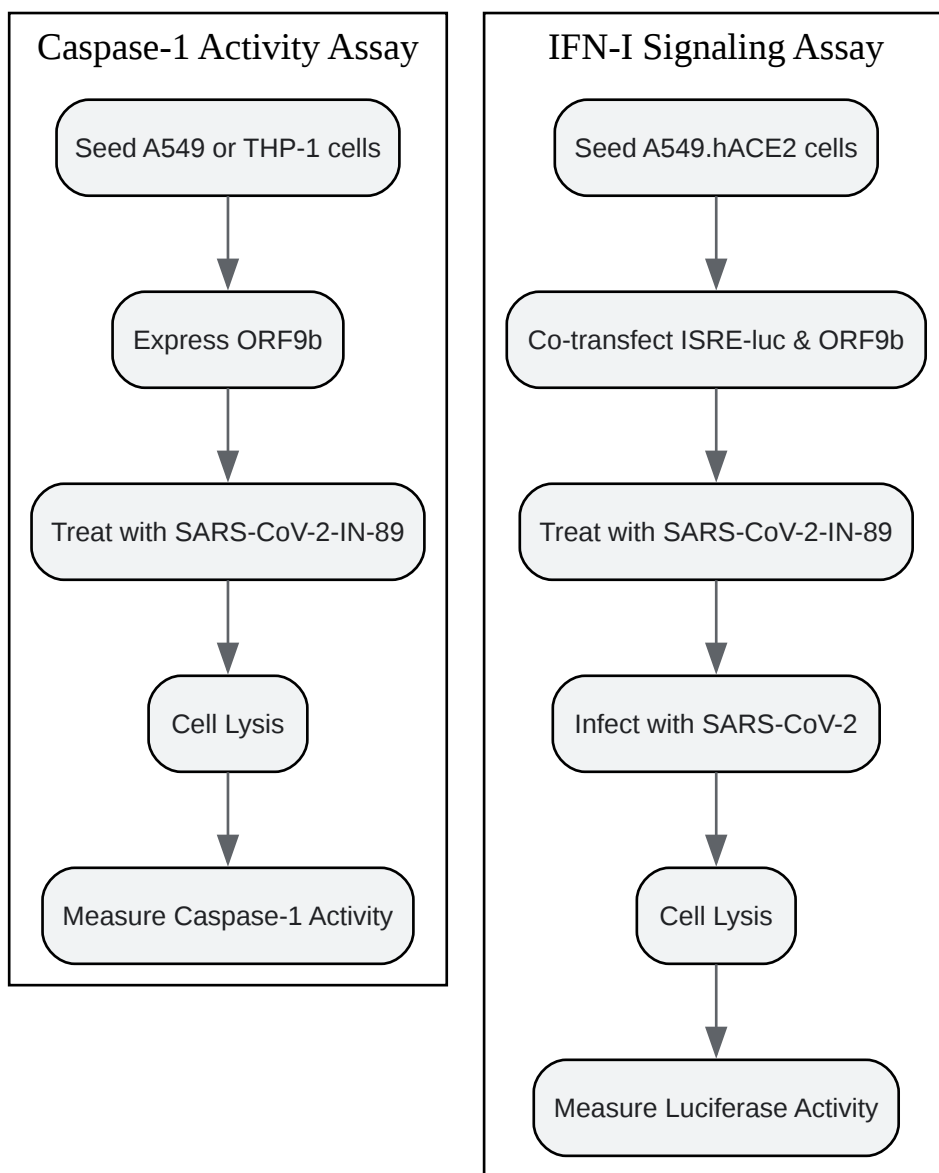 Caspase-1 Activity Assay
Seed A549 or THP-1 cells
Express ORF9b
Treat with SARS-CoV-2-IN-89
Cell Lysis
Measure Caspase-1 Activity
IFN-I Signaling Assay
Seed A549.hACE2 cells
Co-transfect ISRE-luc & ORF9b
Treat with SARS-CoV-2-IN-89
Infect with SARS-CoV-2
Cell Lysis
Measure Luciferase Activity